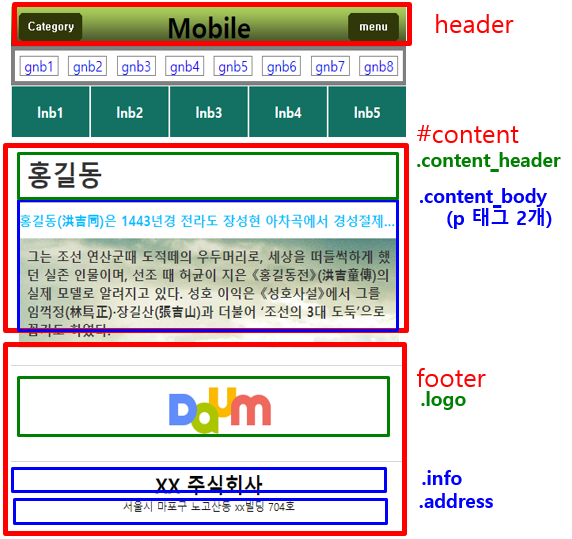 Category
Mobile
menu
header
gnb1 gnb2 gnb3 gnb4 gnb5 gnb6 gnb7 gnb8
lnb1 lnb2 lnb3 lnb4 lnb5
#content
홍길동
.content_header
.content_body
(p 태그 2개)
홍길동(洪吉同)은 1443년경 전라도 장성현 아차곡에서 경성절제...
그는 조선 연산군때 도적떼의 우두머리로, 세상을 떠들썩하게 했
던 실존 인물이며, 선조 때 허균이 지은 《홍길동전》(洪吉童傳)의
실제 모델로 알려지고 있다. 성호 이익은 《성호사설》에서 그를
임꺽정(林巪正)·장길산(張吉山)과 더불어 ‘조선의 3대 도둑’으로
꼽기도 하였다.
footer
.logo
Daum
.info
XX 주식회사
.address
서울시 마포구 노고산동 xx빌딩 704호